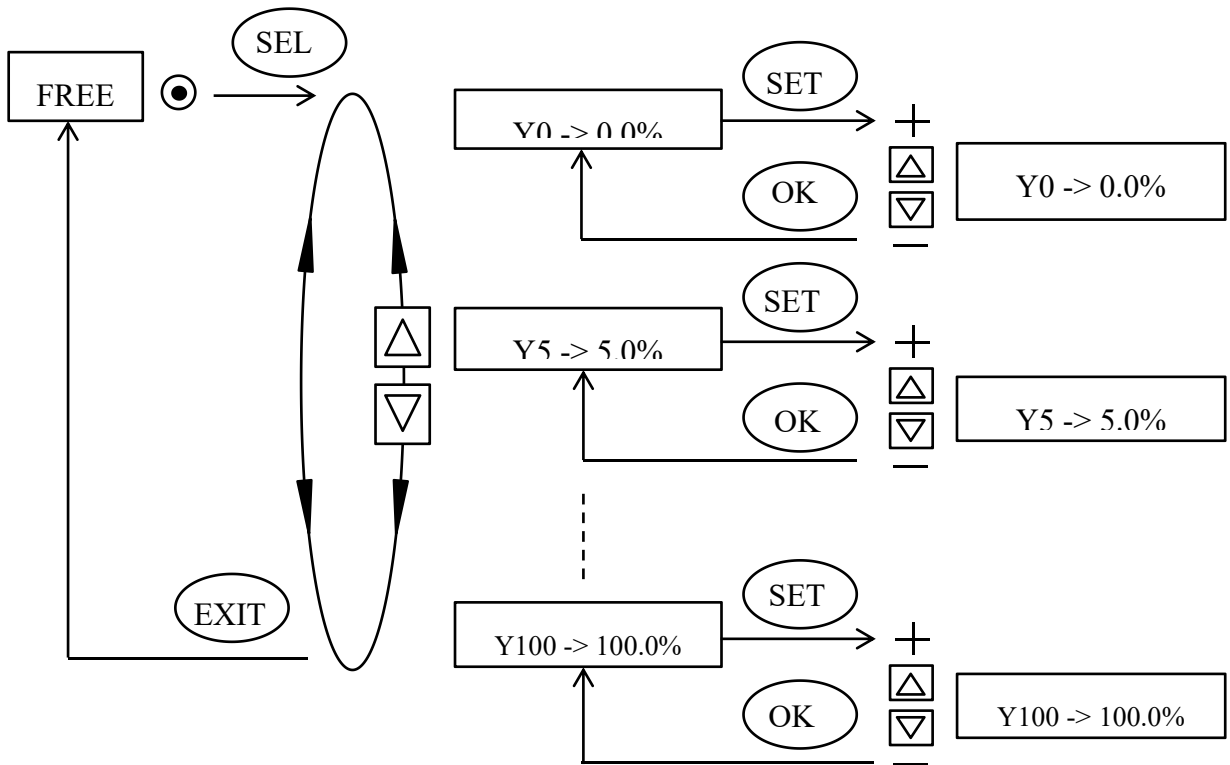 SEL
FREE
SET
Y0 -> 0.0%
OK
Y0 -> 0.0%
SET
Y5 -> 5.0%
OK
Y5 -> 5.0%
SET
EXIT
Y100 -> 100.0%
OK
Y100 -> 100.0%